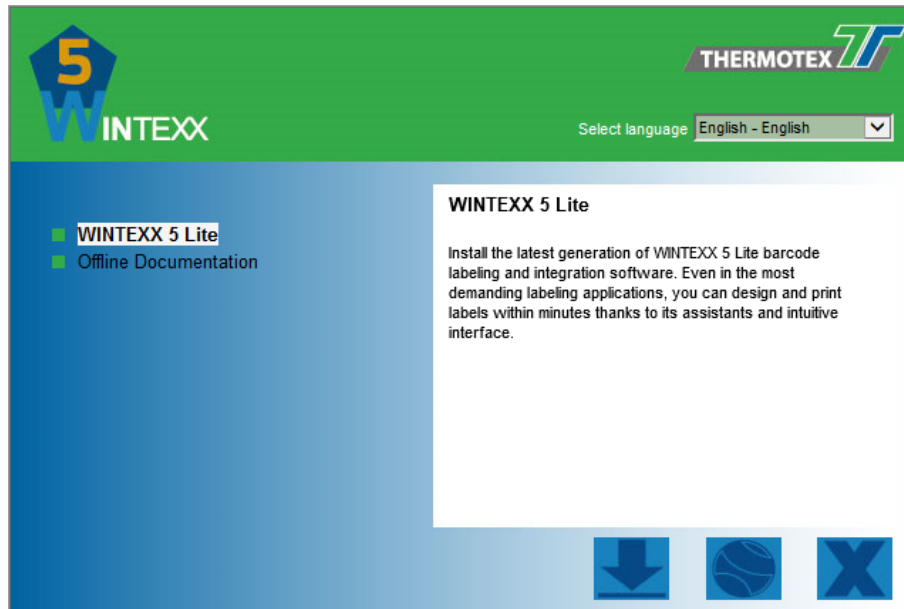 5
WINTEXX
THERMOTEX
Select language English - English
WINTEXX 5 Lite
Offline Documentation
WINTEXX 5 Lite
Install the latest generation of WINTEXX 5 Lite barcode
labeling and integration software. Even in the most
demanding labeling applications, you can design and print
labels within minutes thanks to its assistants and intuitive
interface.